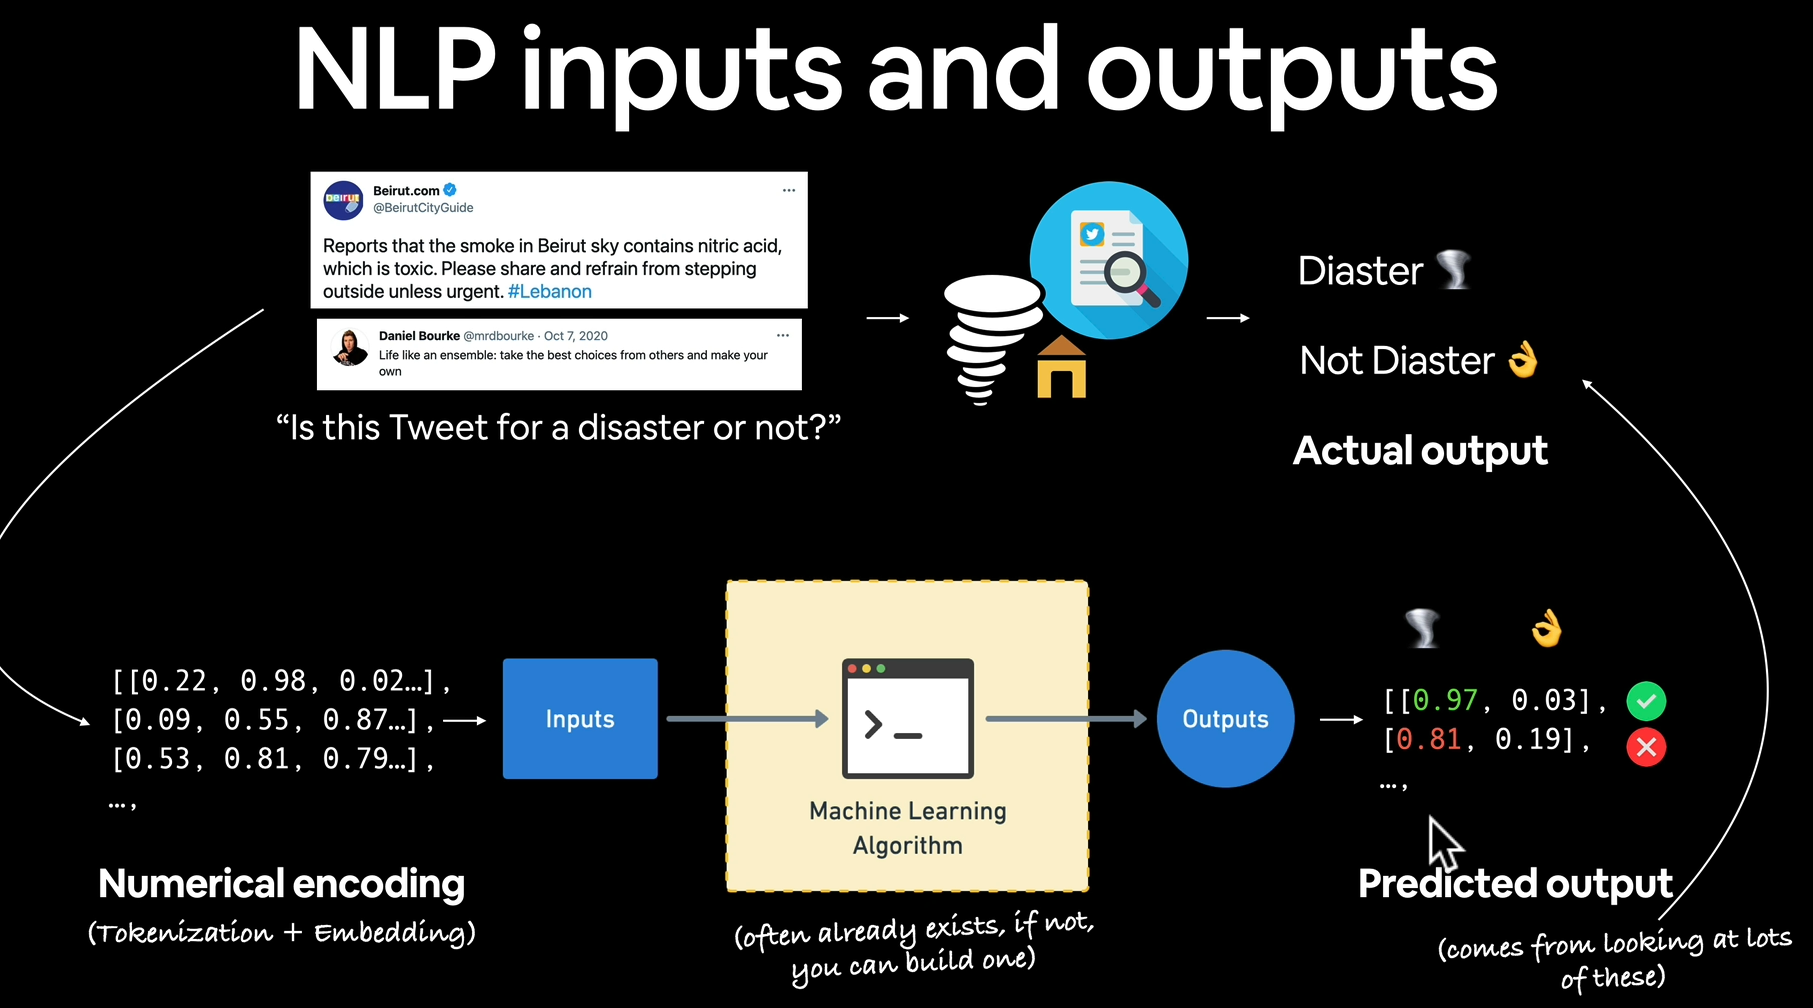 NLP inputs and outputs
Beirut.com
@BeirutCityGuide
beirut
Reports that the smoke in Beirut sky contains nitric acid,
which is toxic. Please share and refrain from stepping
outside unless urgent. #Lebanon
Daniel Bourke @mrdbourke · Oct 7, 2020
Life like an ensemble: take the best choices from others and make your
own
“Is this Tweet for a disaster or not?”
Diaster
Not Diaster
Actual output
[[0.22, 0.98, 0.02…],
[0.09, 0.55, 0.87…],
[0.53, 0.81, 0.79…],
…,
Numerical encoding
(Tokenization + Embedding)
Inputs
Machine Learning
Algorithm
(often already exists, if not,
you can build one)
Outputs
[[0.97, 0.03],
[0.81, 0.19],
…,
Predicted output
(comes from looking at lots
of these)